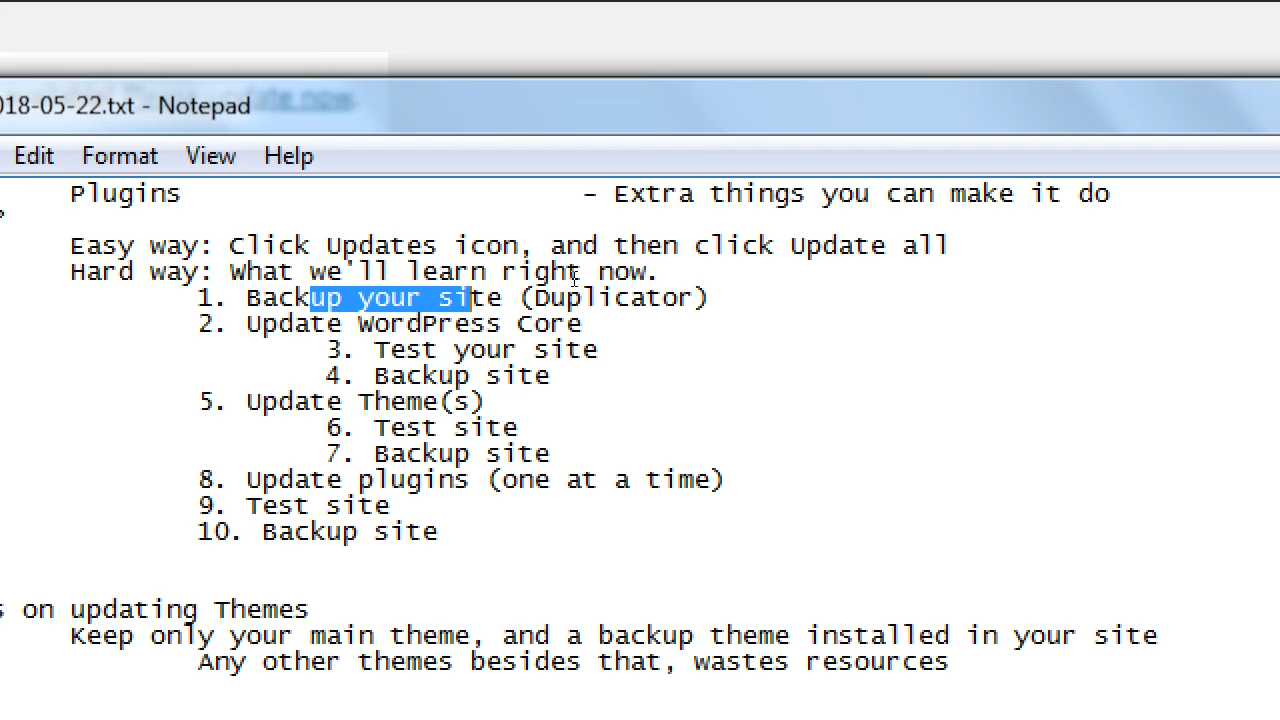 018-05-22.txt - Notepad
Edit Format View Help
Plugins - Extra things you can make it do
Easy way: Click Updates icon, and then click Update all
Hard way: What we'll learn right now.
1. Backup your site (Duplicator)
2. Update WordPress Core
3. Test your site
4. Backup site
5. Update Theme(s)
6. Test site
7. Backup site
8. Update plugins (one at a time)
9. Test site
10. Backup site
s on updating Themes
Keep only your main theme, and a backup theme installed in your site
Any other themes besides that, wastes resources